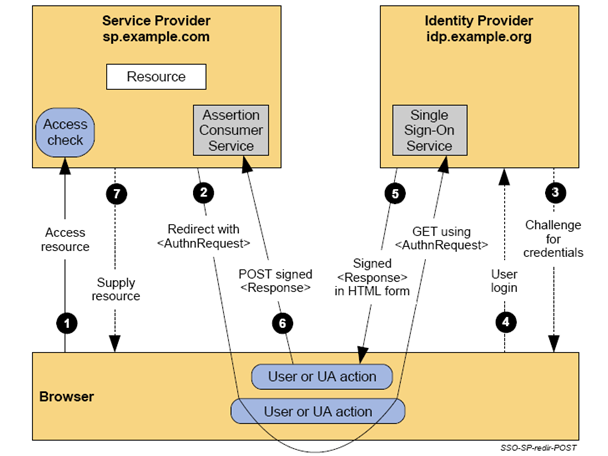 Service Provider
sp.example.com
Identity Provider
idp.example.org
Resource
Access
check
Assertion
Consumer
Service
Single
Sign-On
Service
7
2
5
3
Access
resource
Redirect with
<AuthnRequest>
GET using
<AuthnRequest>
Challenge
for
credentials
Supply
resource
POST signed
<Response>
Signed
<Response>
in HTML form
User
login
1
6
4
User or UA action
Browser
User or UA action
SSO-SP-redir-POST